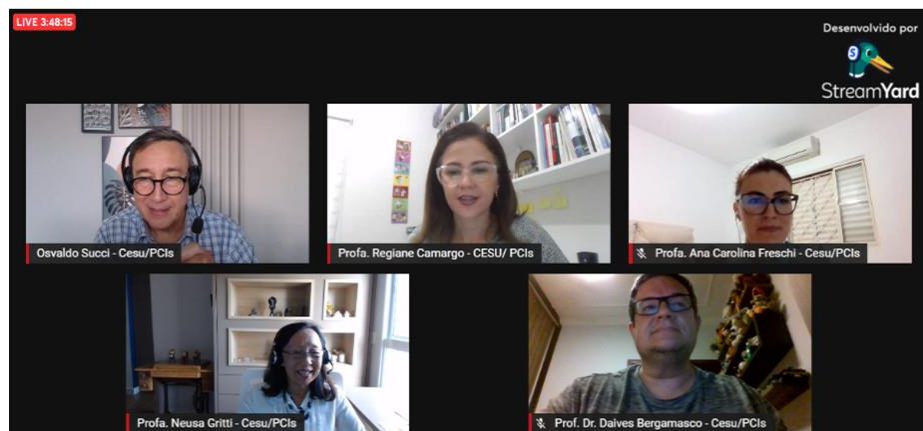 LIVE 3:48:15
Desenvolvido por
StreamYard
Osvaldo Succi - Cesu/PCIs
Profa. Regiane Camargo - CESU/ PCIs
Profa. Ana Carolina Freschi - Cesu/PCIs
Profa. Neusa Gritti - Cesu/PCIs
Prof. Dr. Daives Bergamasco - Cesu/PCIs